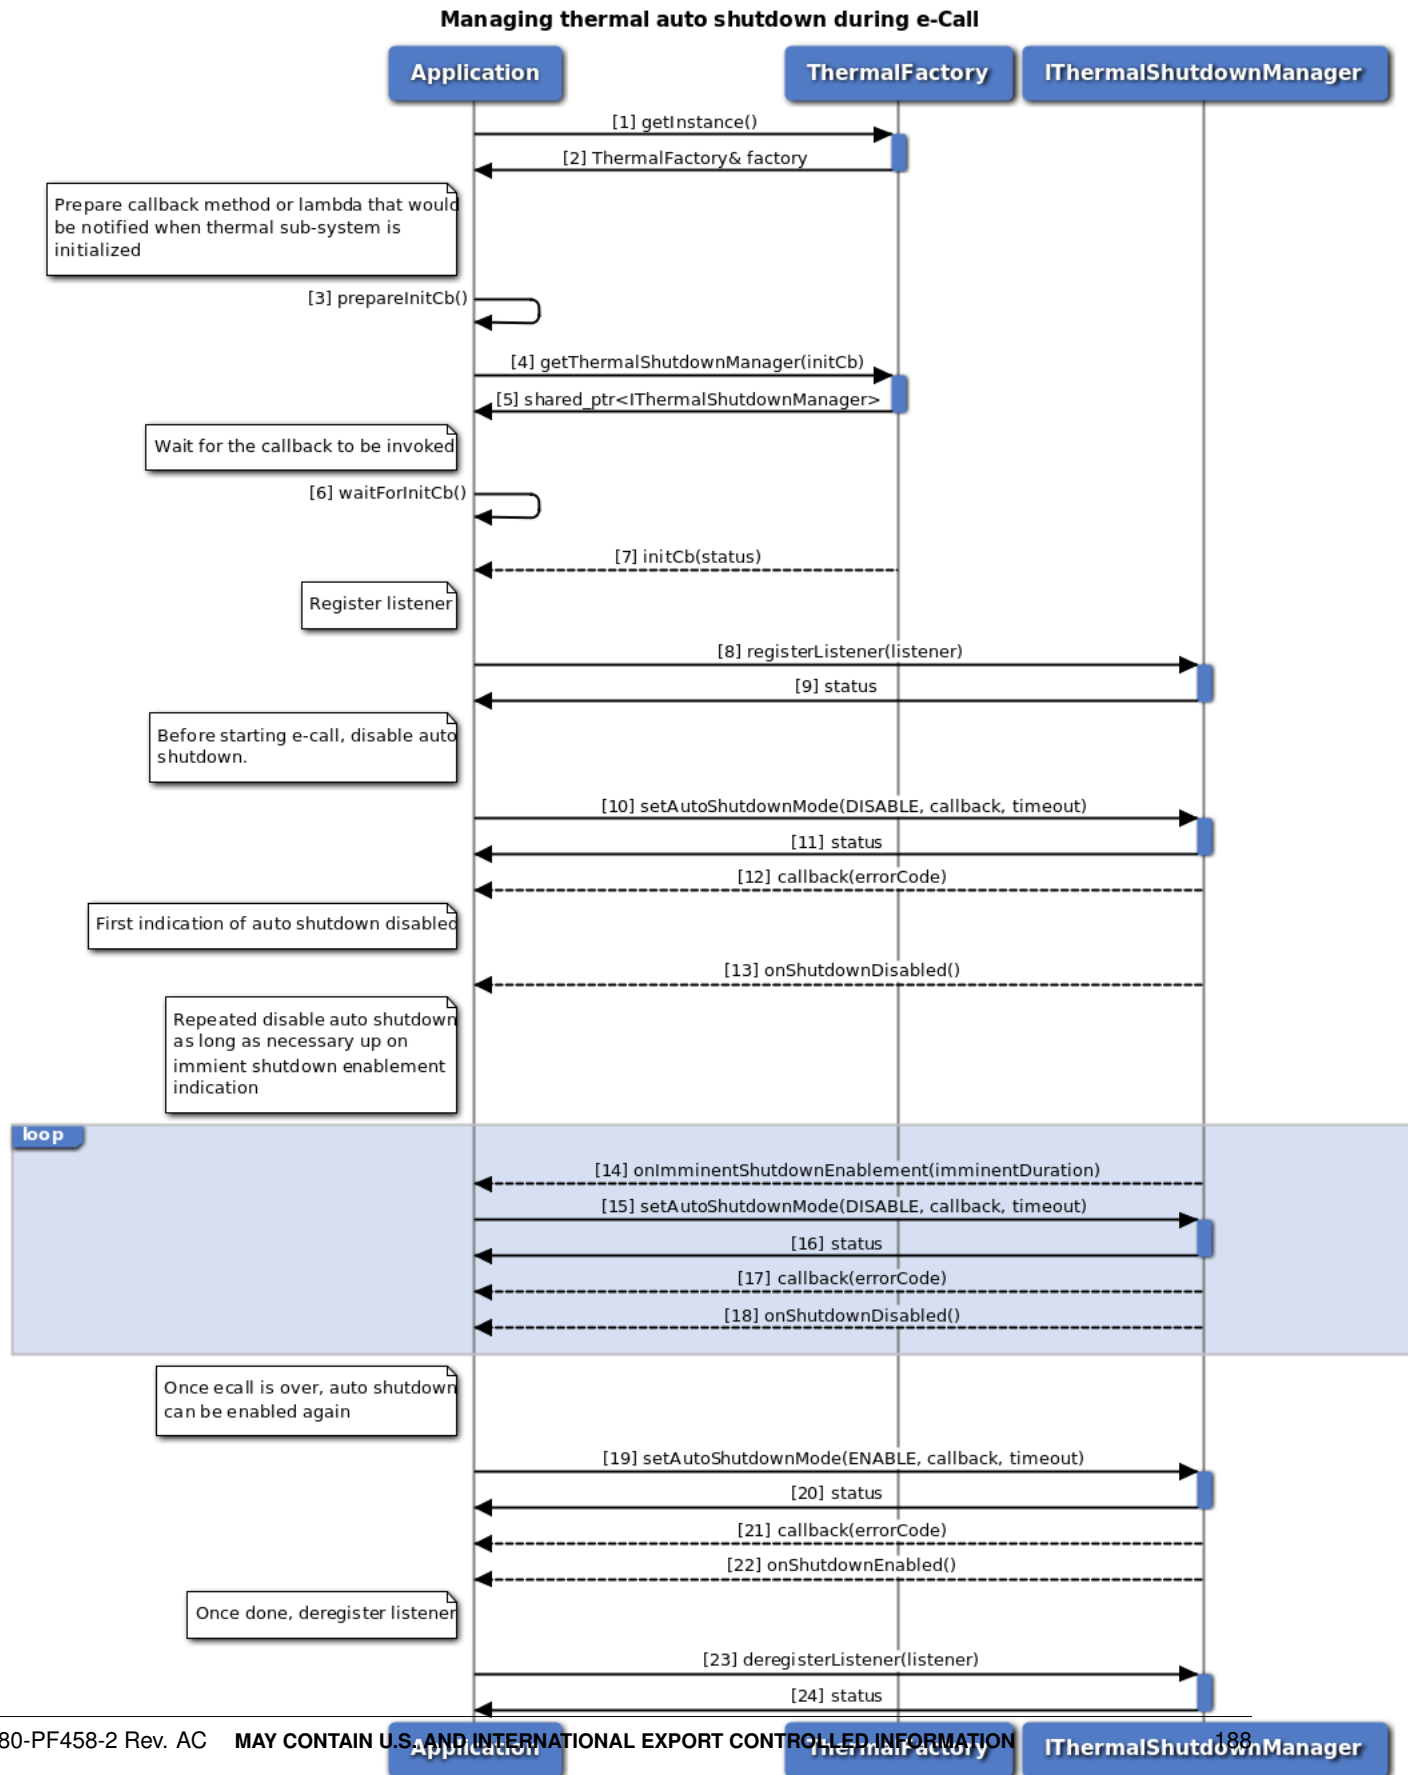 Managing thermal auto shutdown during e-Call
Application
ThermalFactory
IThermalShutdownManager
[1] getInstance()
[2] ThermalFactory& factory
Prepare callback method or lambda that would
be notified when thermal sub-system is
initialized
[3] prepareInitCb()
[4] getThermalShutdownManager(initCb)
[5] shared_ptr<IThermalShutdownManager>
Wait for the callback to be invoked
[6] waitForInitCb()
[7] initCb(status)
Register listener
[8] registerListener(listener)
[9] status
Before starting e-call, disable auto
shutdown.
[10] setAutoShutdownMode(DISABLE, callback, timeout)
[11] status
[12] callback(errorCode)
First indication of auto shutdown disabled
[13] onShutdownDisabled()
Repeated disable auto shutdown
as long as necessary up on
immient shutdown enablement
indication
loop
[14] onImminentShutdownEnablement(imminentDuration)
[15] setAutoShutdownMode(DISABLE, callback, timeout)
[16] status
[17] callback(errorCode)
[18] onShutdownDisabled()
Once ecall is over, auto shutdown
can be enabled again
[19] setAutoShutdownMode(ENABLE, callback, timeout)
[20] status
[21] callback(errorCode)
[22] onShutdownEnabled()
Once done, deregister listener
[23] deregisterListener(listener)
[24] status
80-PF458-2 Rev. AC MAY CONTAIN U.S. AND INTERNATIONAL EXPORT CONTROLLED INFORMATION 188
Application
ThermalFactory
IThermalShutdownManager